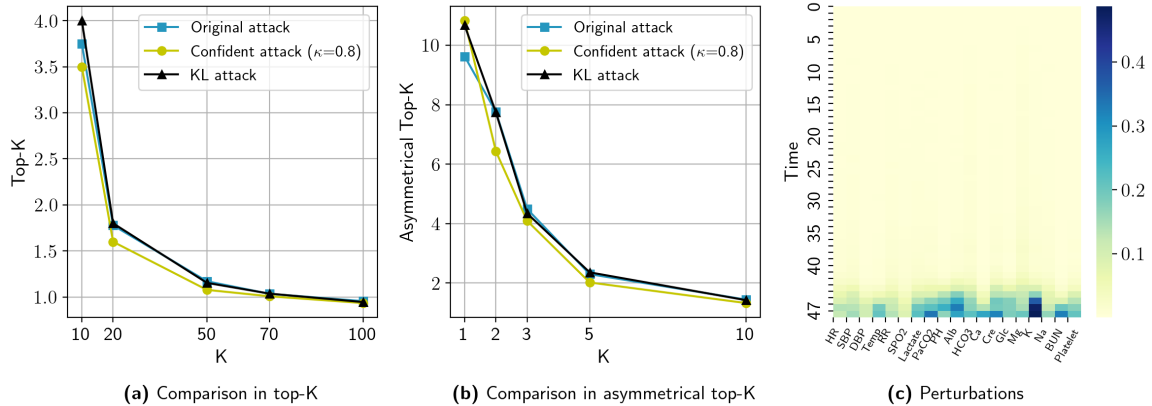 4.0
3.5
3.0
2.5
2.0
1.5
1.0
Top-K
10 20 50 70 100
K
Original attack
Confident attack (κ=0.8)
KL attack
(a) Comparison in top-K
10
8
6
4
2
Asymmetrical Top-K
1 2 3 5 10
K
Original attack
Confident attack (κ=0.8)
KL attack
(b) Comparison in asymmetrical top-K
0
5
10
15
20
25
30
35
40
47
Time
HR
SBP
DBP
Temp
RR
SPO2
Lactate
PaCO2
PH
Alb
HCO3
Ca
Cre
Glc
Mg
K
Na
BUN
Platelet
0.4
0.3
0.2
0.1
(c) Perturbations